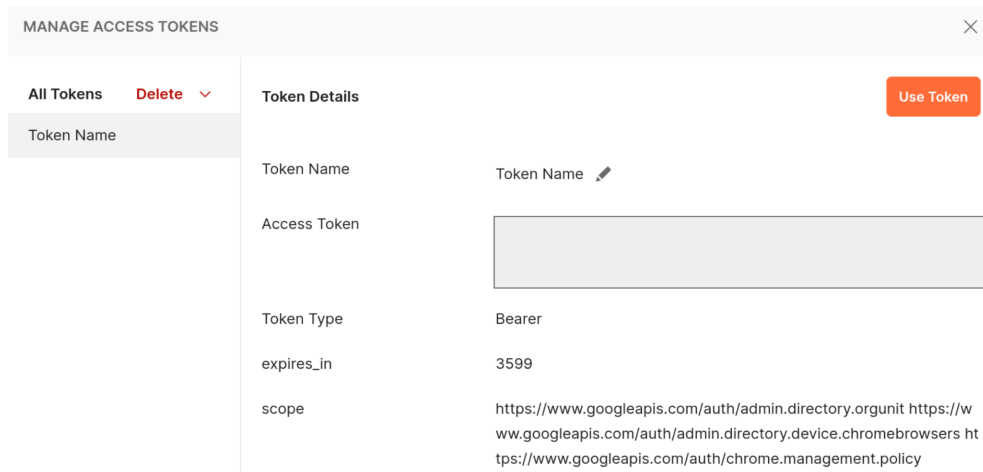 MANAGE ACCESS TOKENS
All Tokens Delete
Token Name
Token Details
Use Token
Token Name
Token Name
Access Token
Token Type
Bearer
expires_in
3599
scope
https://www.googleapis.com/auth/admin.directory.orgunit https://w
ww.googleapis.com/auth/admin.directory.device.chromebrowsers ht
tps://www.googleapis.com/auth/chrome.management.policy